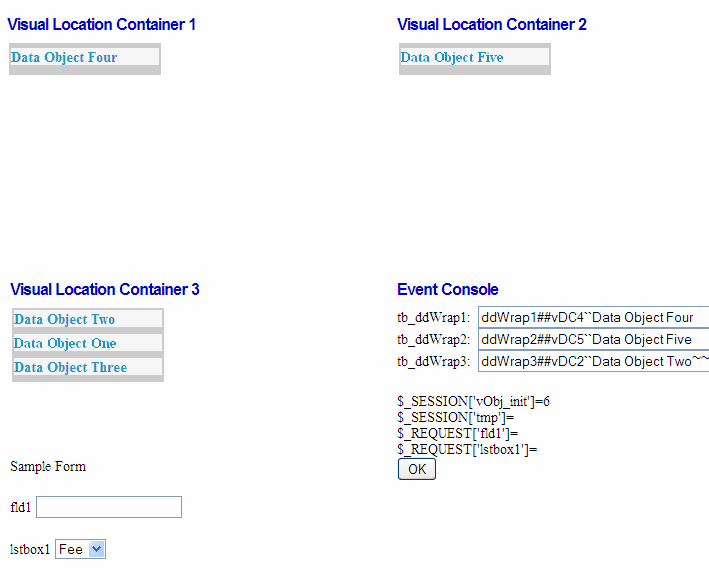 Visual Location Container 1
Data Object Four
Visual Location Container 2
Data Object Five
Visual Location Container 3
Data Object Two
Data Object One
Data Object Three
Sample Form
fld1
lstbox1 Fee
Event Console
tb_ddWrap1: ddWrap1##vDC4``Data Object Four
tb_ddWrap2: ddWrap2##vDC5``Data Object Five
tb_ddWrap3: ddWrap3##vDC2``Data Object Two~~
$_SESSION['vObj_init']=6
$_SESSION['tmp']=
$_REQUEST['fld1']=
$_REQUEST['lstbox1']=
OK